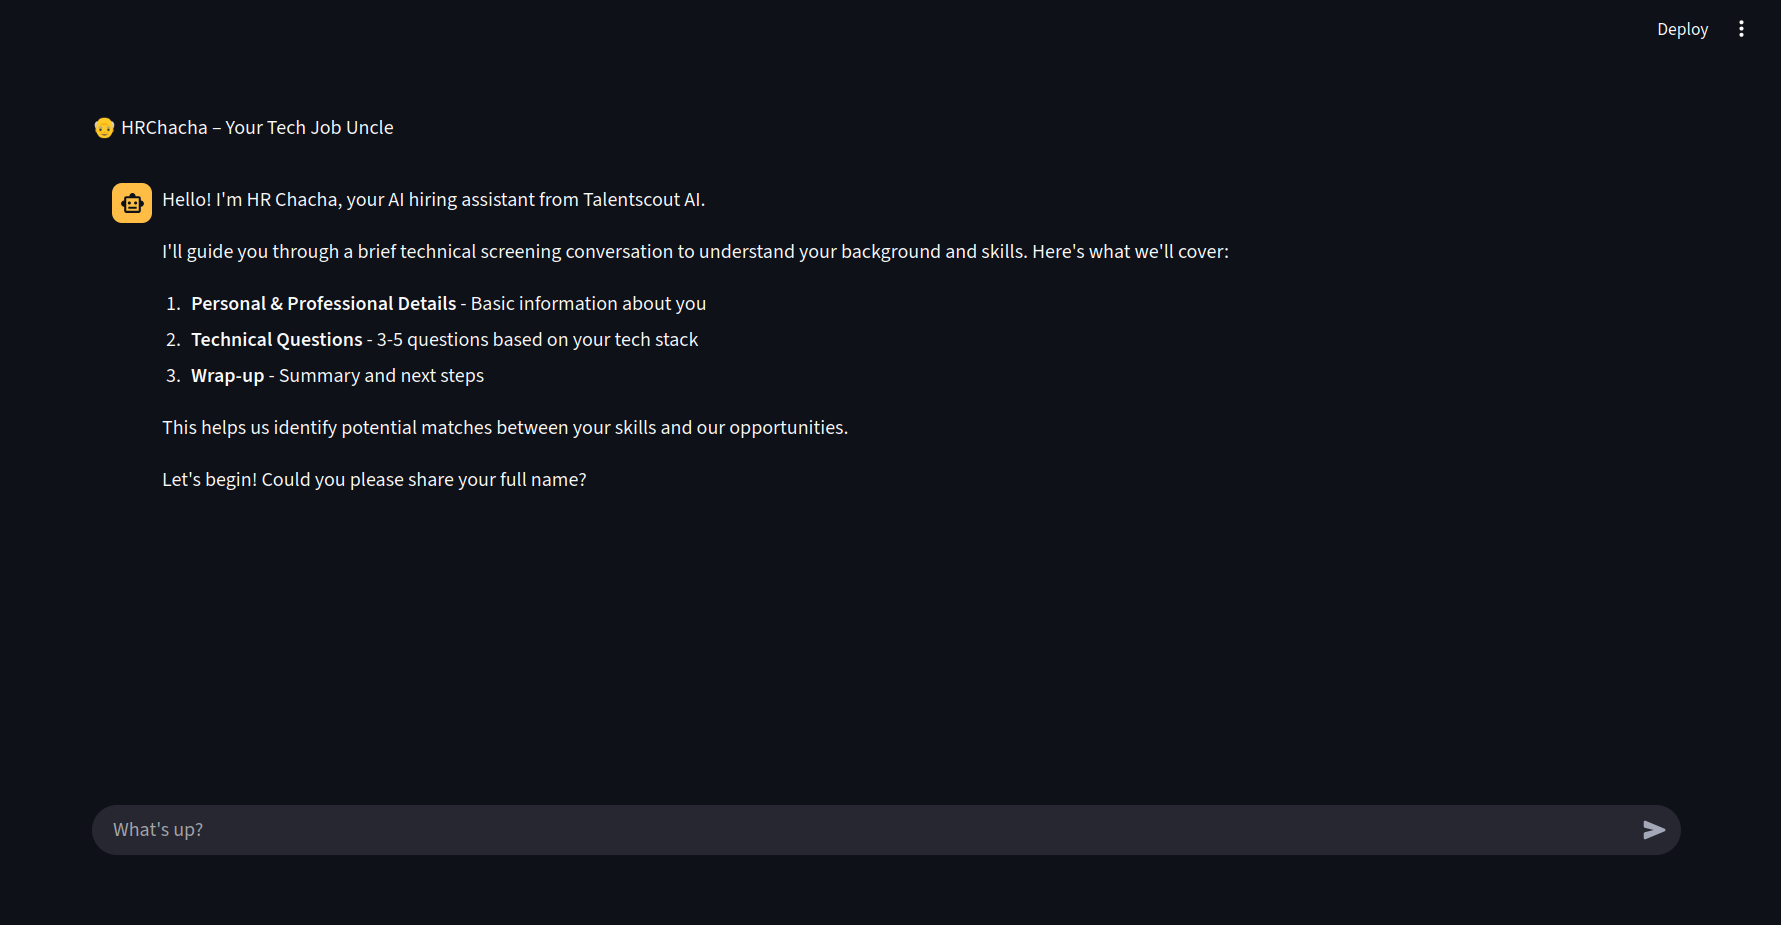 Deploy
HRChacha – Your Tech Job Uncle
Hello! I'm HR Chacha, your AI hiring assistant from Talentscout AI.
I'll guide you through a brief technical screening conversation to understand your background and skills. Here's what we'll cover:
1. Personal & Professional Details - Basic information about you
2. Technical Questions - 3-5 questions based on your tech stack
3. Wrap-up - Summary and next steps
This helps us identify potential matches between your skills and our opportunities.
Let's begin! Could you please share your full name?
What's up?